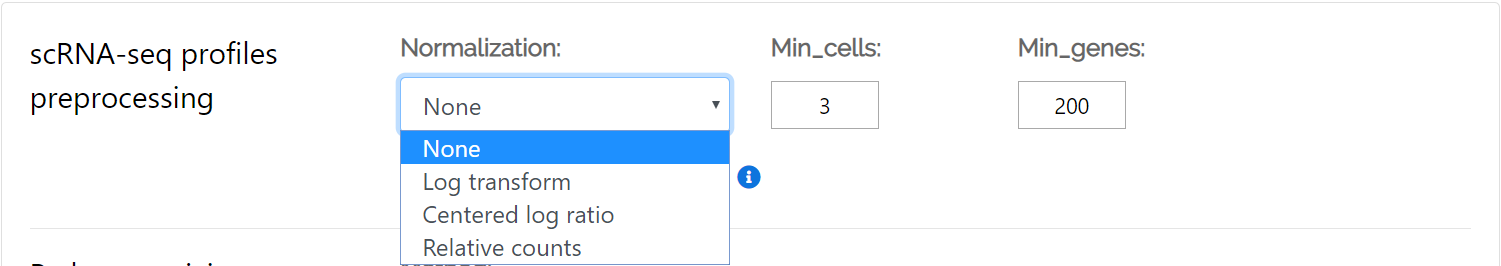 scRNA-seq profiles
preprocessing
Normalization:
None
None
Log transform
Centered log ratio
Relative counts
Min_cells:
3
Min_genes:
200